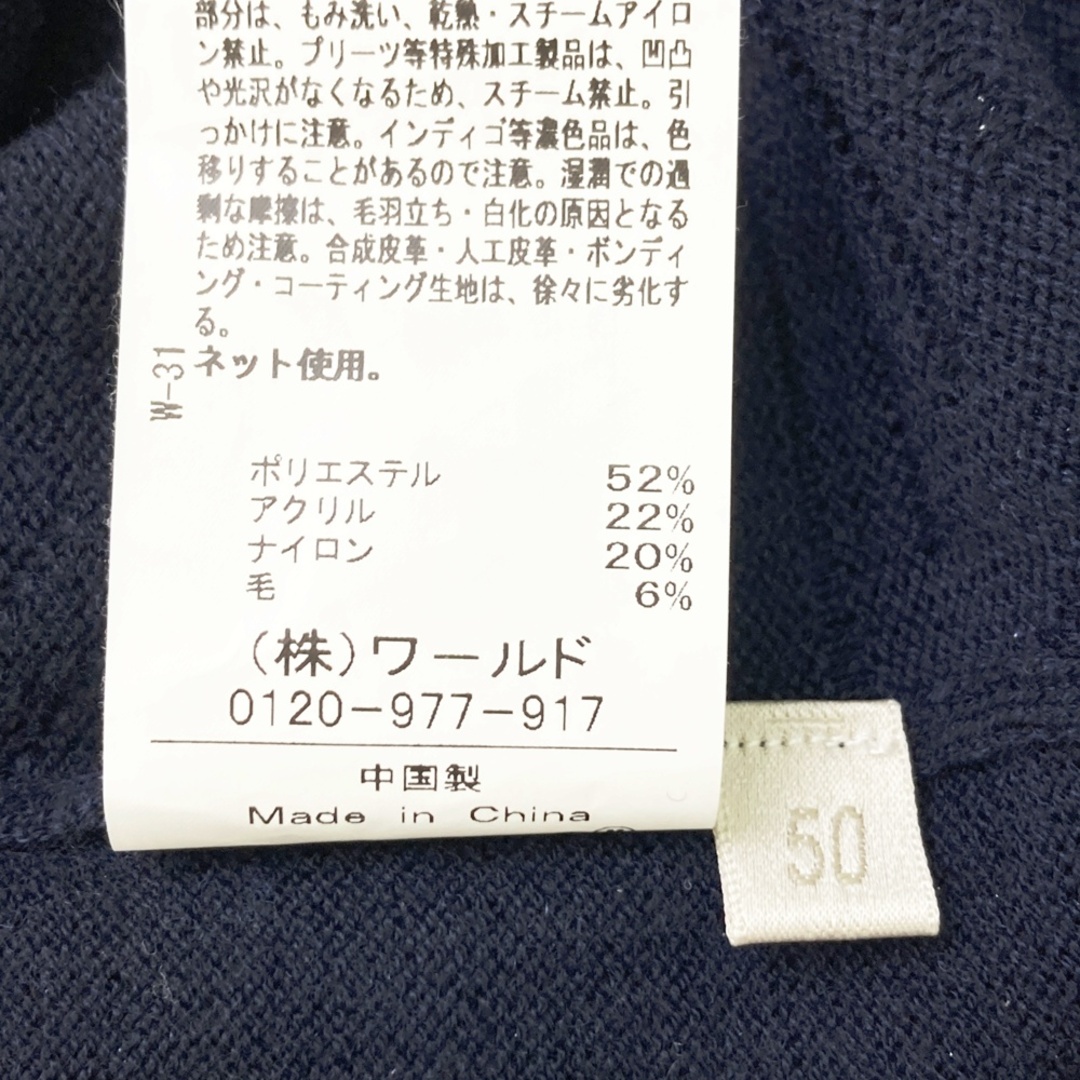 部分は、もみ洗い、乾熱・スチームアイロ
ン禁止。プリーツ等特殊加工製品は、凹凸
や光沢がなくなるため、スチーム禁止。引
っかけに注意。インディゴ等濃色品は、色
移りすることがあるので注意。湿潤での過
剰な摩擦は、毛羽立ち・白化の原因となる
ため注意。合成皮革・人工皮革・ボンディ
ング・コーティング生地は、徐々に劣化す
る。
ネット使用。
W-31
ポリエステル 52%
アクリル 22%
ナイロン 20%
毛 6%
(株)ワールド
0120-977-917
中国製
Made in China
50